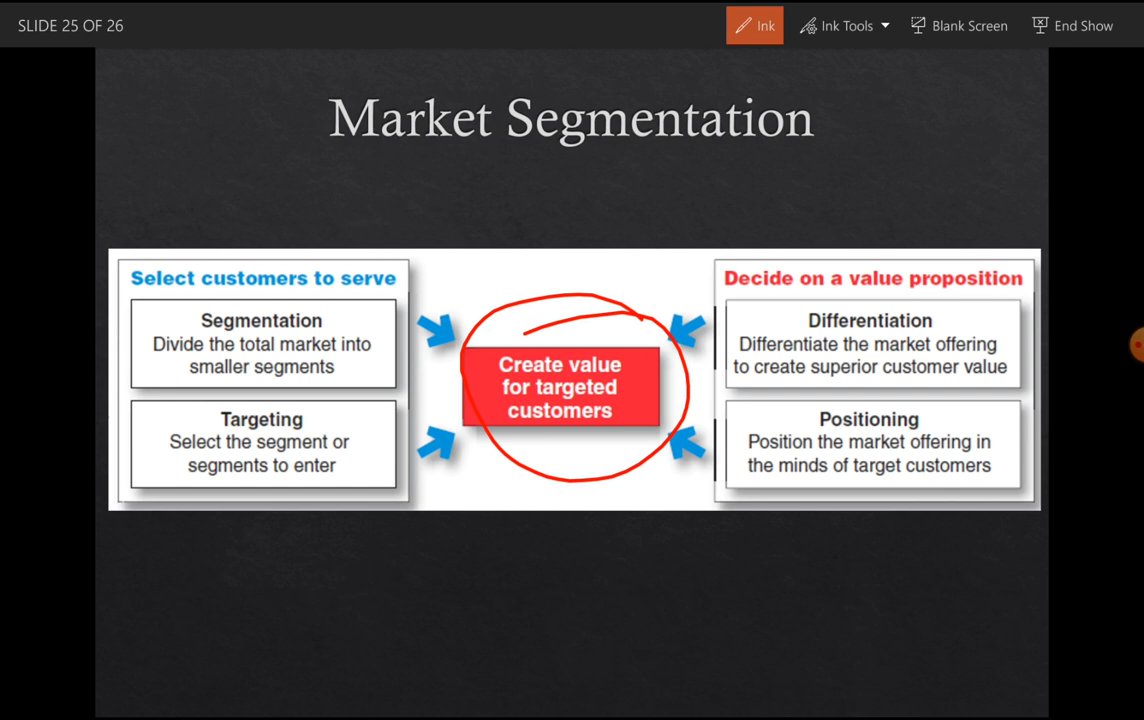 SLIDE 25 OF 26
Ink
Ink Tools
Blank Screen
End Show
Market Segmentation
Select customers to serve
Segmentation
Divide the total market into
smaller segments
Targeting
Select the segment or
segments to enter
Create value
for targeted
customers
Decide on a value proposition
Differentiation
Differentiate the market offering
to create superior customer value
Positioning
Position the market offering in
the minds of target customers